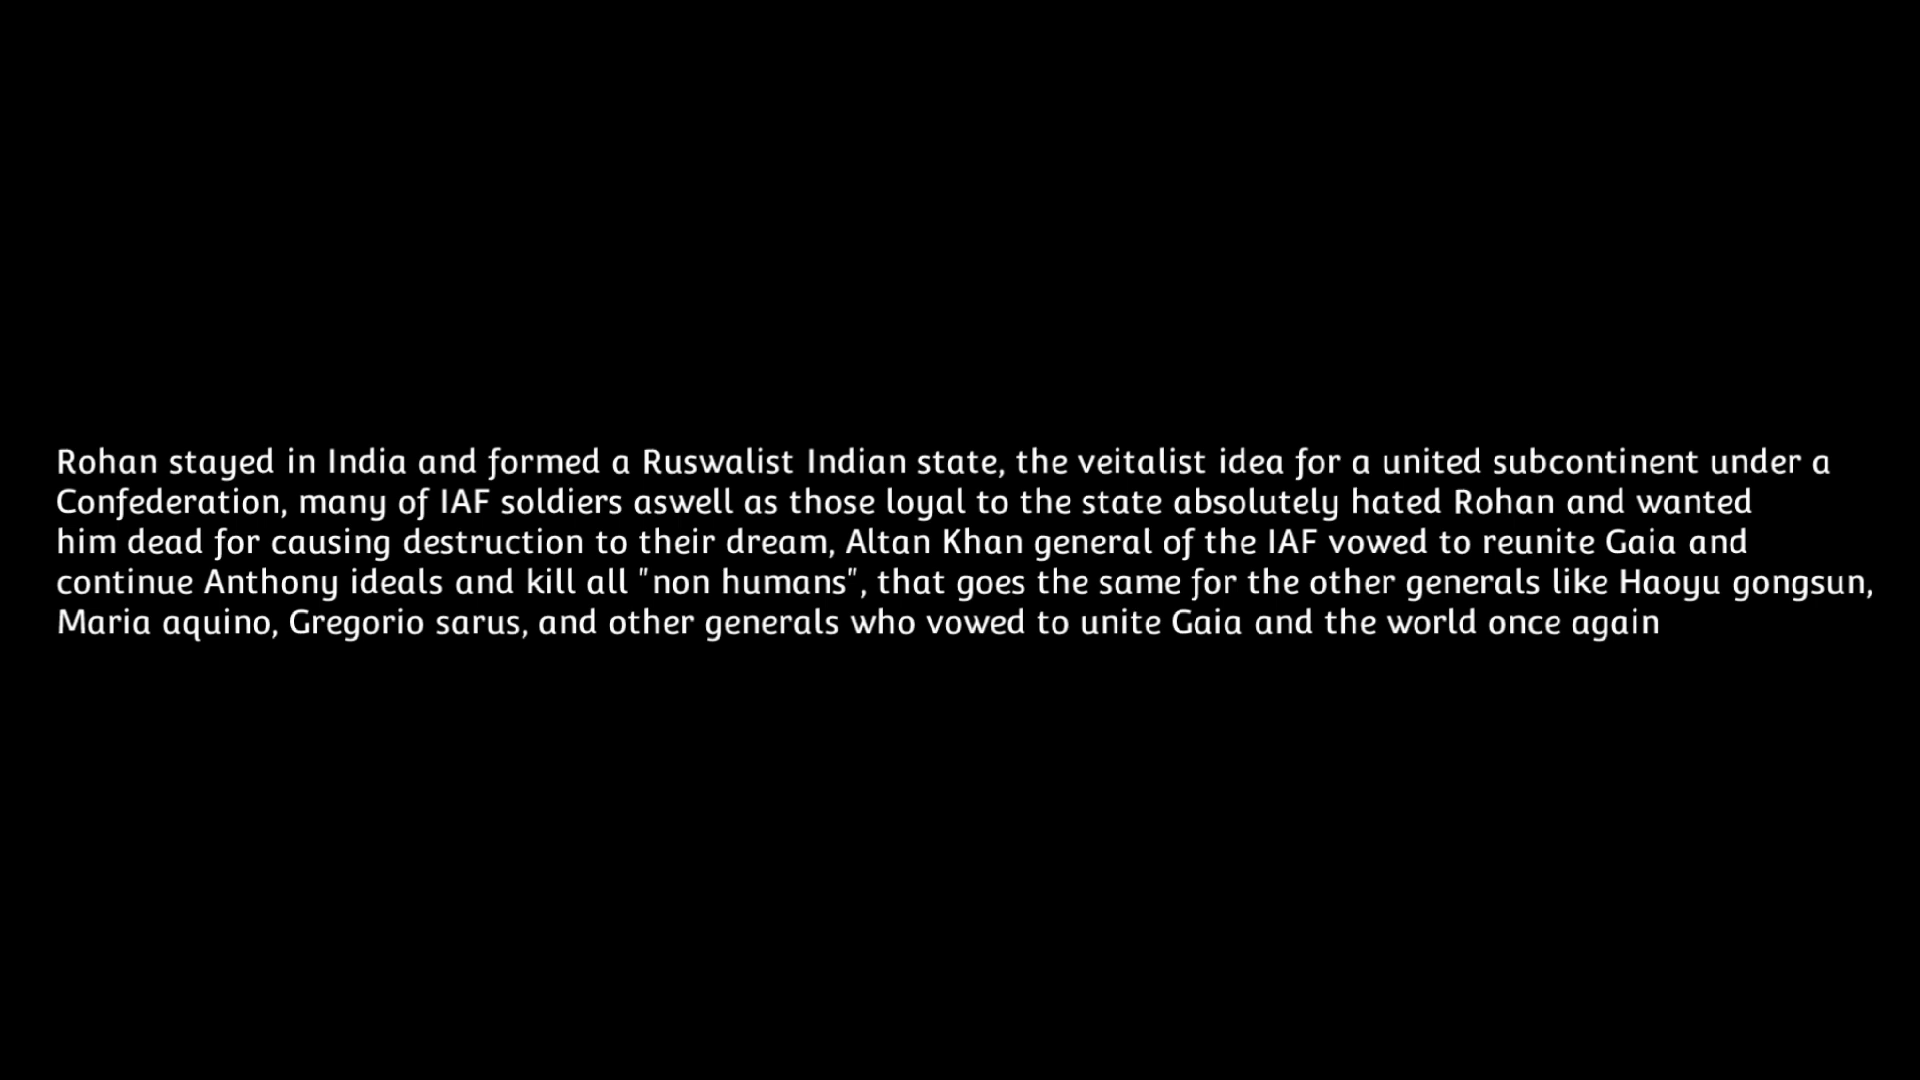 Rohan stayed in India and formed a Ruswalist Indian state, the veitalist idea for a united subcontinent under a
Confederation, many of IAF soldiers aswell as those loyal to the state absolutely hated Rohan and wanted
him dead for causing destruction to their dream, Altan Khan general of the IAF vowed to reunite Gaia and
continue Anthony ideals and kill all "non humans", that goes the same for the other generals like Haoyu gongsun,
Maria aquino, Gregorio sarus, and other generals who vowed to unite Gaia and the world once again